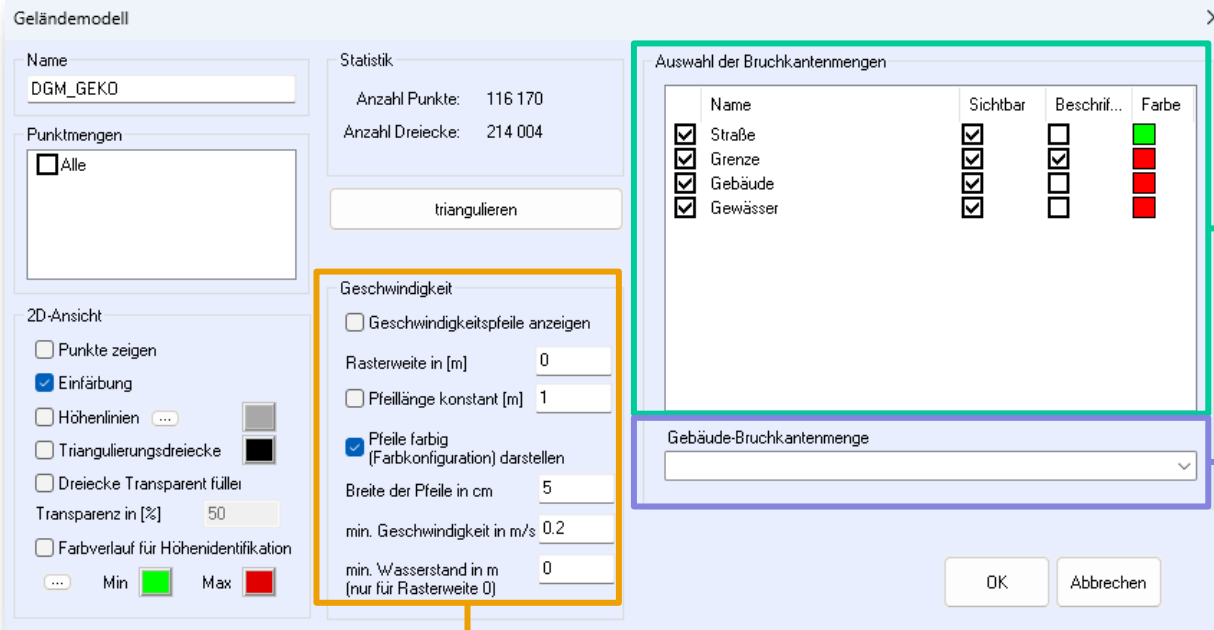 Geländemodell
Name
DGM_GEKO
Punktmengen
Alle
2D-Ansicht
Punkte zeigen
Einfärbung
Höhenlinien ...
Triangulierungsdreiecke
Dreiecke Transparent füller
Transparenz in [%] 50
Farbverlauf für Höhenidentifikation
... Min Max
Statistik
Anzahl Punkte: 116 170
Anzahl Dreiecke: 214 004
triangulieren
Geschwindigkeit
Geschwindigkeitspfeile anzeigen
Rasterweite in [m] 0
Pfeillänge konstant [m] 1
Pfeile farbig
(Farbkonfiguration) darstellen
Breite der Pfeile in cm 5
min. Geschwindigkeit in m/s 0.2
min. Wasserstand in m 0
(nur für Rasterweite 0)
Auswahl der Bruchkantenmengen
Name Sichtbar Beschrif... Farbe
Straße
Grenze
Gebäude
Gewässer
Gebäude-Bruchkantenmenge
OK Abbrechen